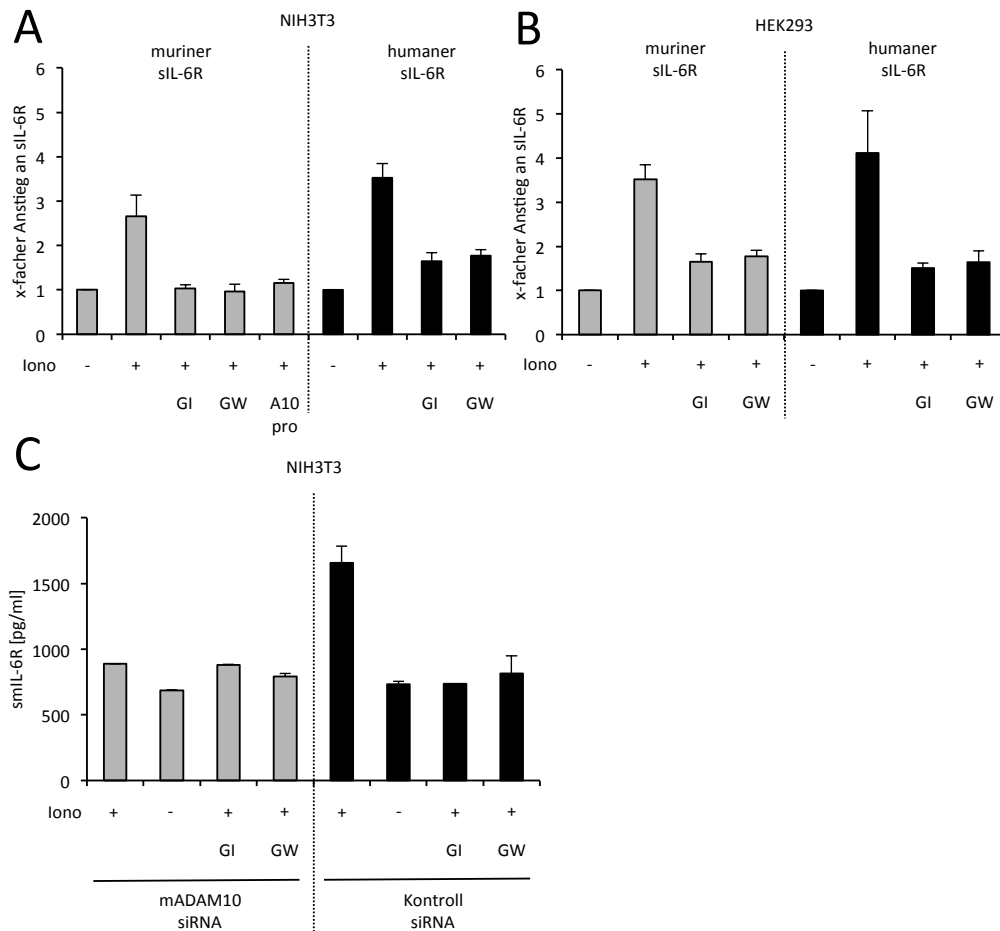 A
NIH3T3
muriner
sIL-6R
humaner
sIL-6R
x-facher Anstieg an sIL-6R
6
5
4
3
2
1
0
Iono - + + + + - + + +
GI GW A10 GI GW
pro
B
HEK293
muriner
sIL-6R
humaner
sIL-6R
x-facher Anstieg an sIL-6R
6
5
4
3
2
1
0
Iono - + + + - + + +
GI GW GI GW
C
NIH3T3
smIL-6R [pg/ml]
2000
1500
1000
500
0
Iono + - + + + - + +
GI GW GI GW
mADAM10
siRNA
Kontroll
siRNA